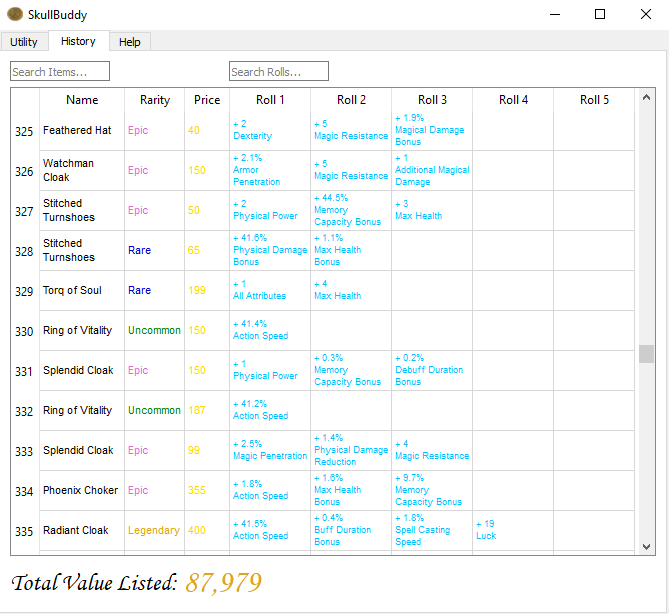 SkullBuddy
Utility History Help
Search Items... Search Rolls...
Name Rarity Price Roll 1 Roll 2 Roll 3 Roll 4 Roll 5
325 Feathered Hat Epic 40 + 2 Dexterity + 5 Magic Resistance + 1.9% Magical Damage Bonus
326 Watchman Cloak Epic 150 + 2.1% Armor Penetration + 5 Magic Resistance + 1 Additional Magical Damage
327 Stitched Turnshoes Epic 50 + 2 Physical Power + 44.5% Memory Capacity Bonus + 3 Max Health
328 Stitched Turnshoes Rare 65 + 41.6% Physical Damage Bonus + 1.1% Max Health Bonus
329 Torq of Soul Rare 199 + 1 All Attributes + 4 Max Health
330 Ring of Vitality Uncommon 150 + 41.4% Action Speed
331 Splendid Cloak Epic 150 + 1 Physical Power + 0.3% Memory Capacity Bonus + 0.2% Debuff Duration Bonus
332 Ring of Vitality Uncommon 187 + 41.2% Action Speed
333 Splendid Cloak Epic 99 + 2.5% Magic Penetration + 1.4% Physical Damage Reduction + 4 Magic Resistance
334 Phoenix Choker Epic 355 + 1.8% Action Speed + 1.6% Max Health Bonus + 9.7% Memory Capacity Bonus
335 Radiant Cloak Legendary 400 + 41.5% Action Speed + 0.4% Buff Duration Bonus + 1.8% Spell Casting Speed + 19 Luck
Total Value Listed: 87,979